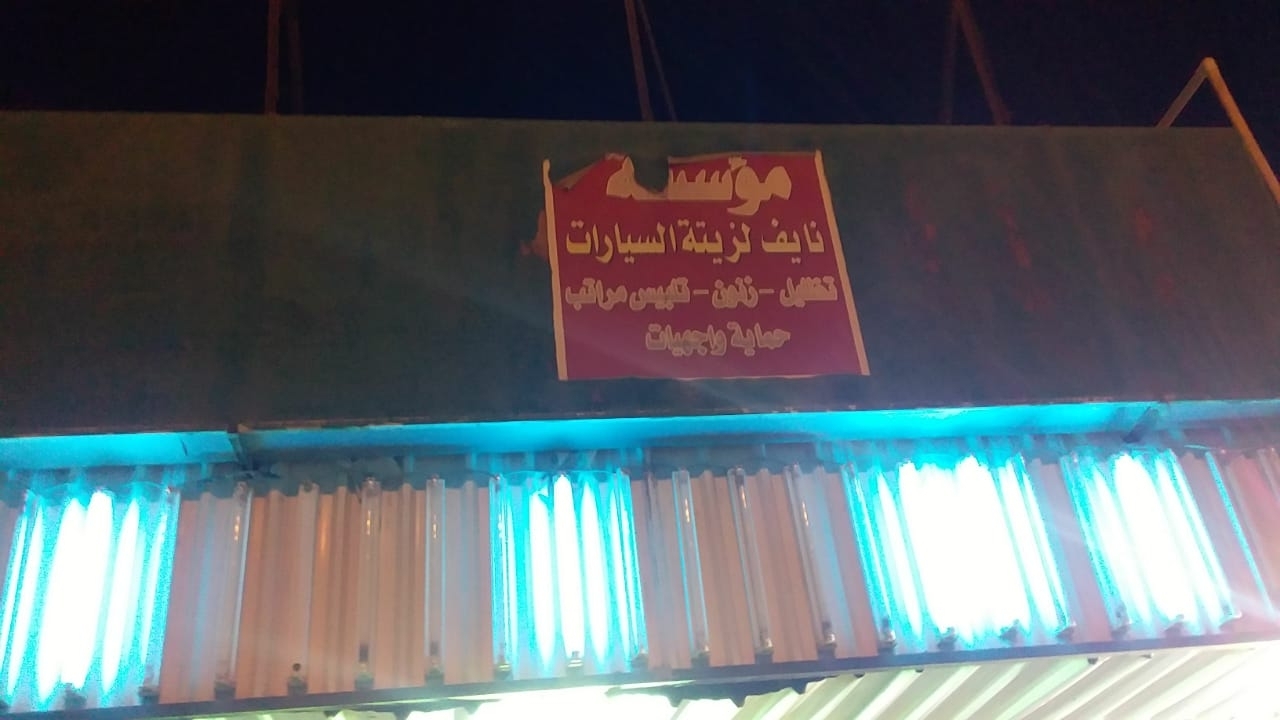 مؤسسة
نايف لزينة السيارات
تظليل - زنون - تلبيس مراتب
حماية واجهيات